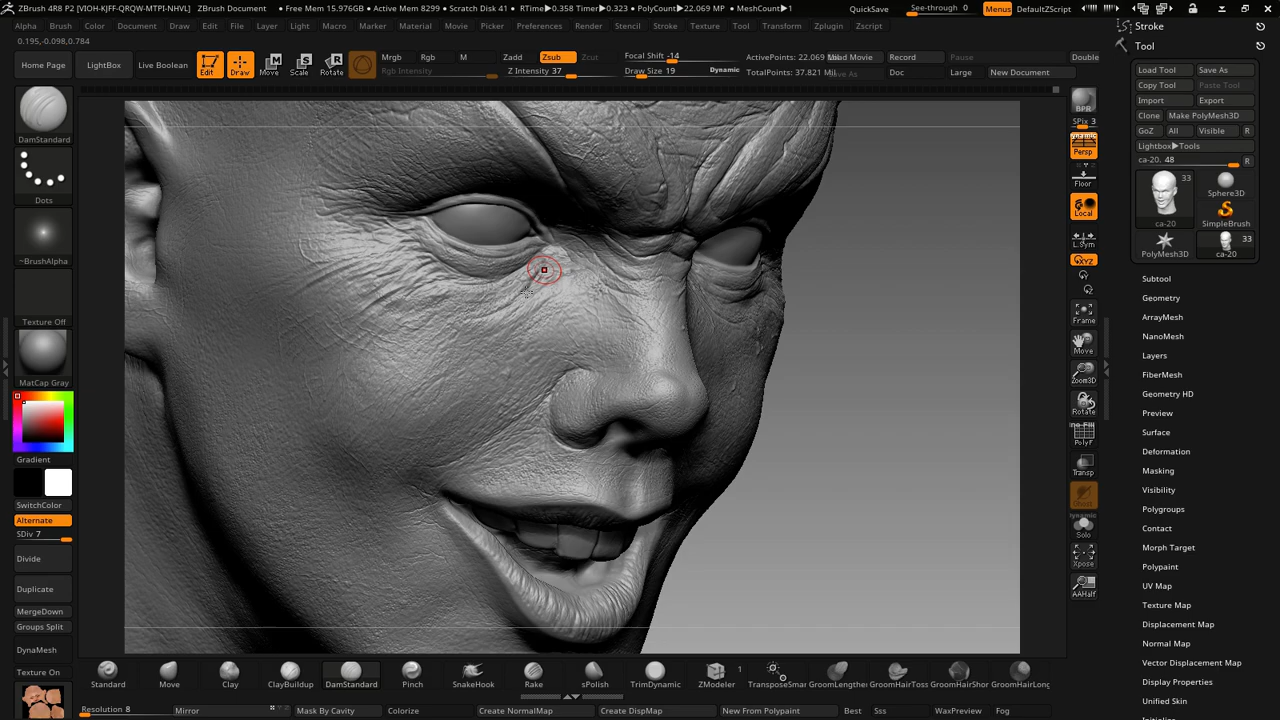 ZBrush 4R8 P2 [VIOH-KJFF-QRQW-MTPI-NHVL] ZBrush Document • Free Mem 15.976GB • Active Mem 8299 • Scratch Disk 41 • RTime▶0.358 Timer▶0.323 • PolyCount▶22.069 MP • MeshCount▶1
QuickSave See-through 0 Menus DefaultZScript
Alpha Brush Color Document Draw Edit File Layer Light Macro Marker Material Movie Picker Preferences Render Stencil Stroke Texture Tool Transform Zplugin Zscript
Stroke
0.195,-0.098,0.784
Tool
Home Page LightBox Live Boolean Edit Draw Move Scale Rotate
Mrgb Rgb M Zadd Zsub Zcut Focal Shift -14 ActivePoints: 22.069 Load Movie Record Pause Double
Rgb Intensity Z Intensity 37 Draw Size 19 Dynamic TotalPoints: 37.821 Mil Save As Doc Large New Document
Load Tool Save As
Copy Tool Paste Tool
Import Export
Clone Make PolyMesh3D
GoZ All Visible R
Lightbox▶Tools
ca-20. 48 R
33
ca-20
Sphere3D
SimpleBrush
PolyMesh3D
33
ca-20
DamStandard
Dots
~BrushAlpha
Texture Off
MatCap Gray
Gradient
SwitchColor
Alternate
SDiv 7
Divide
Duplicate
MergeDown
Groups Split
DynaMesh
Texture On
BPR
SPix 3
Dynamic
Persp
Floor
Local
L.Sym
XYZ
Y
Z
Frame
Move
Zoom3D
Rotate
Line Fill
PolyF
Transp
Dynamic
Solo
Xpose
AAHalf
Subtool
Geometry
ArrayMesh
NanoMesh
Layers
FiberMesh
Geometry HD
Preview
Surface
Deformation
Masking
Visibility
Polygroups
Contact
Morph Target
Polypaint
UV Map
Texture Map
Displacement Map
Normal Map
Vector Displacement Map
Display Properties
Unified Skin
Standard Move Clay ClayBuildup DamStandard Pinch SnakeHook Rake sPolish TrimDynamic ZModeler 1 TransposeSmar GroomLengthe GroomHairToss GroomHairShor GroomHairLong
Resolution 8 Mirror Mask By Cavity Colorize Create NormalMap Create DispMap New From Polypaint Best Sss WaxPreview Fog